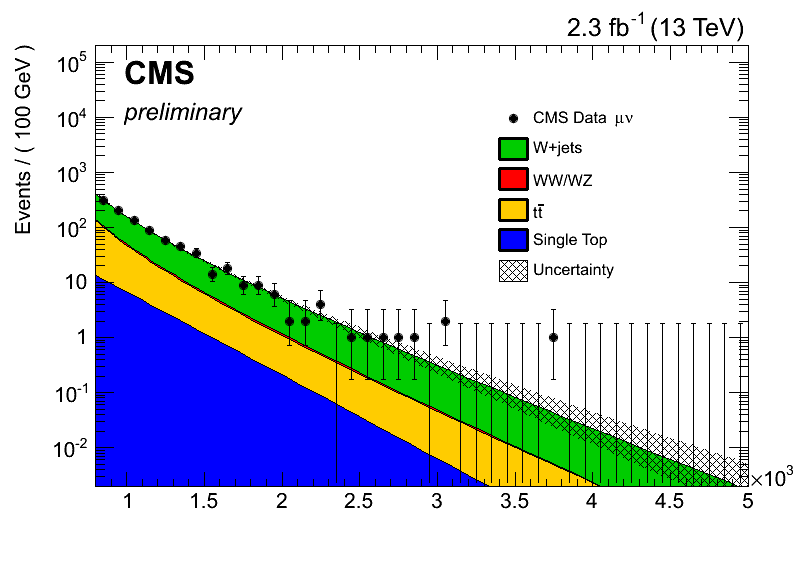 2.3 fb⁻¹ (13 TeV)
CMS
preliminary
Events / ( 100 GeV )
10⁵
10⁴
10³
10²
10
1
10⁻¹
10⁻²
CMS Data μν
W+jets
WW/WZ
tt̄
Single Top
Uncertainty
1 1.5 2 2.5 3 3.5 4 4.5 5
×10³